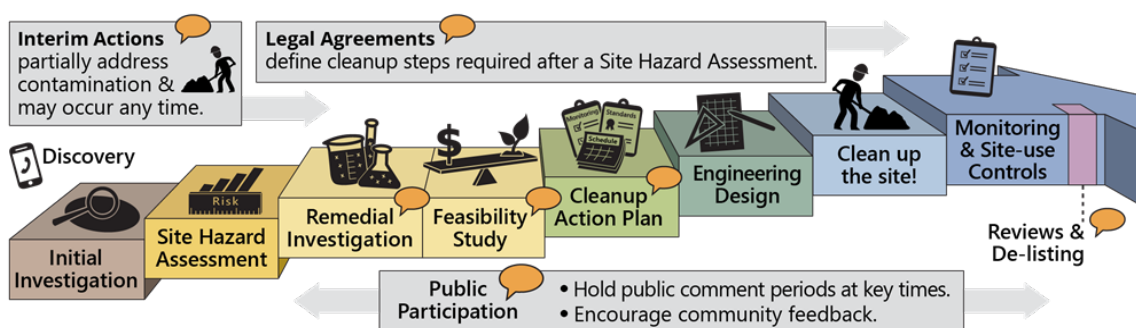 Interim Actions
partially address
contamination &
may occur any time.
Legal Agreements
define cleanup steps required after a Site Hazard Assessment.
Discovery
Initial
Investigation
Risk
Site Hazard
Assessment
Remedial
Investigation
Feasibility
Study
Monitoring
Standards
Schedule
Cleanup
Action Plan
Engineering
Design
Clean up
the site!
Monitoring
& Site-use
Controls
Reviews &
De-listing
Public
Participation
• Hold public comment periods at key times.
• Encourage community feedback.